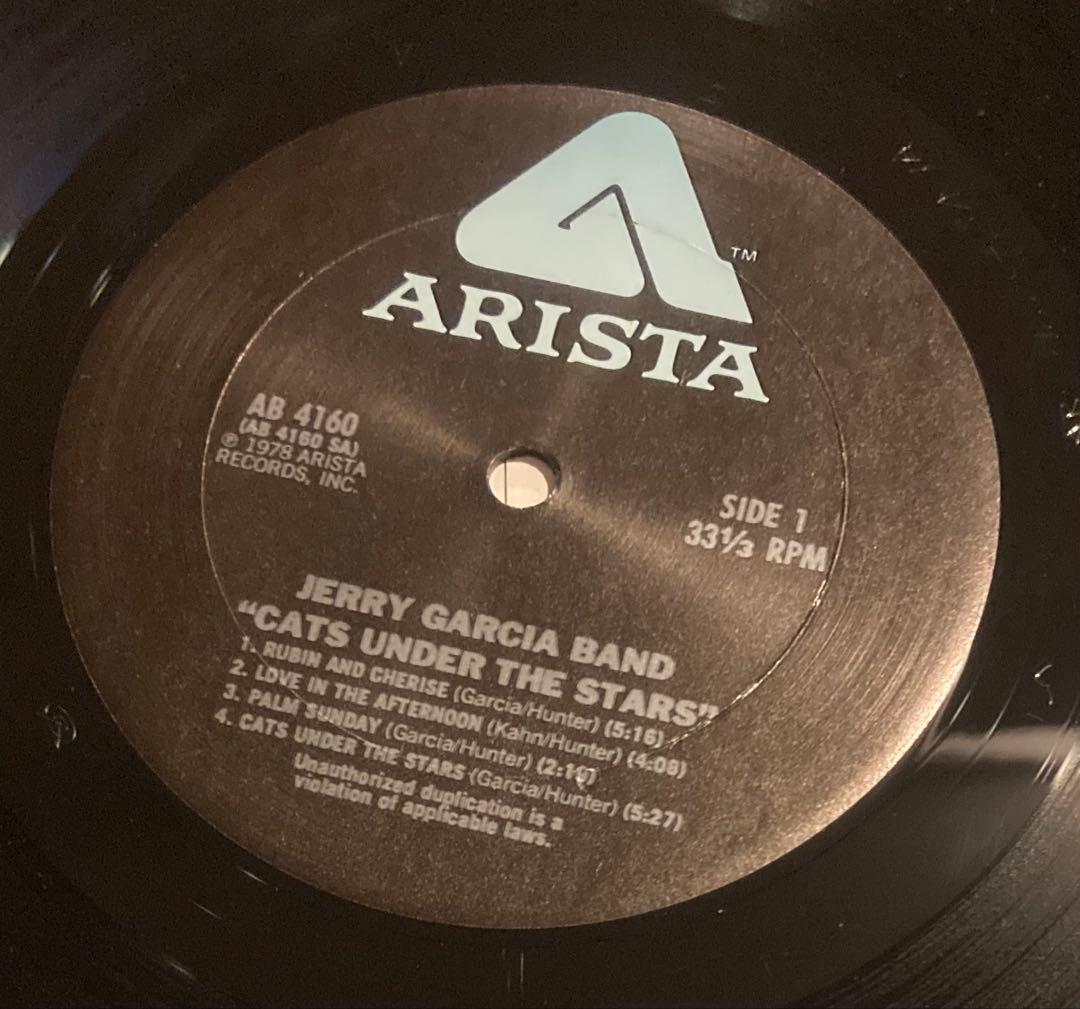 TM
ARISTA
AB 4160
(AB 4160 SA)
℗ 1978 ARISTA
RECORDS, INC.
SIDE 1
33⅓ RPM
JERRY GARCIA BAND
"CATS UNDER THE STARS"
1. RUBIN AND CHERISE (Garcia/Hunter) (5:16)
2. LOVE IN THE AFTERNOON (Kahn/Hunter) (4:08)
3. PALM SUNDAY (Garcia/Hunter)
4. CATS UNDER THE STARS (Garcia/Hunter) (5:27)
Unauthorized duplication is a
violation of applicable laws.